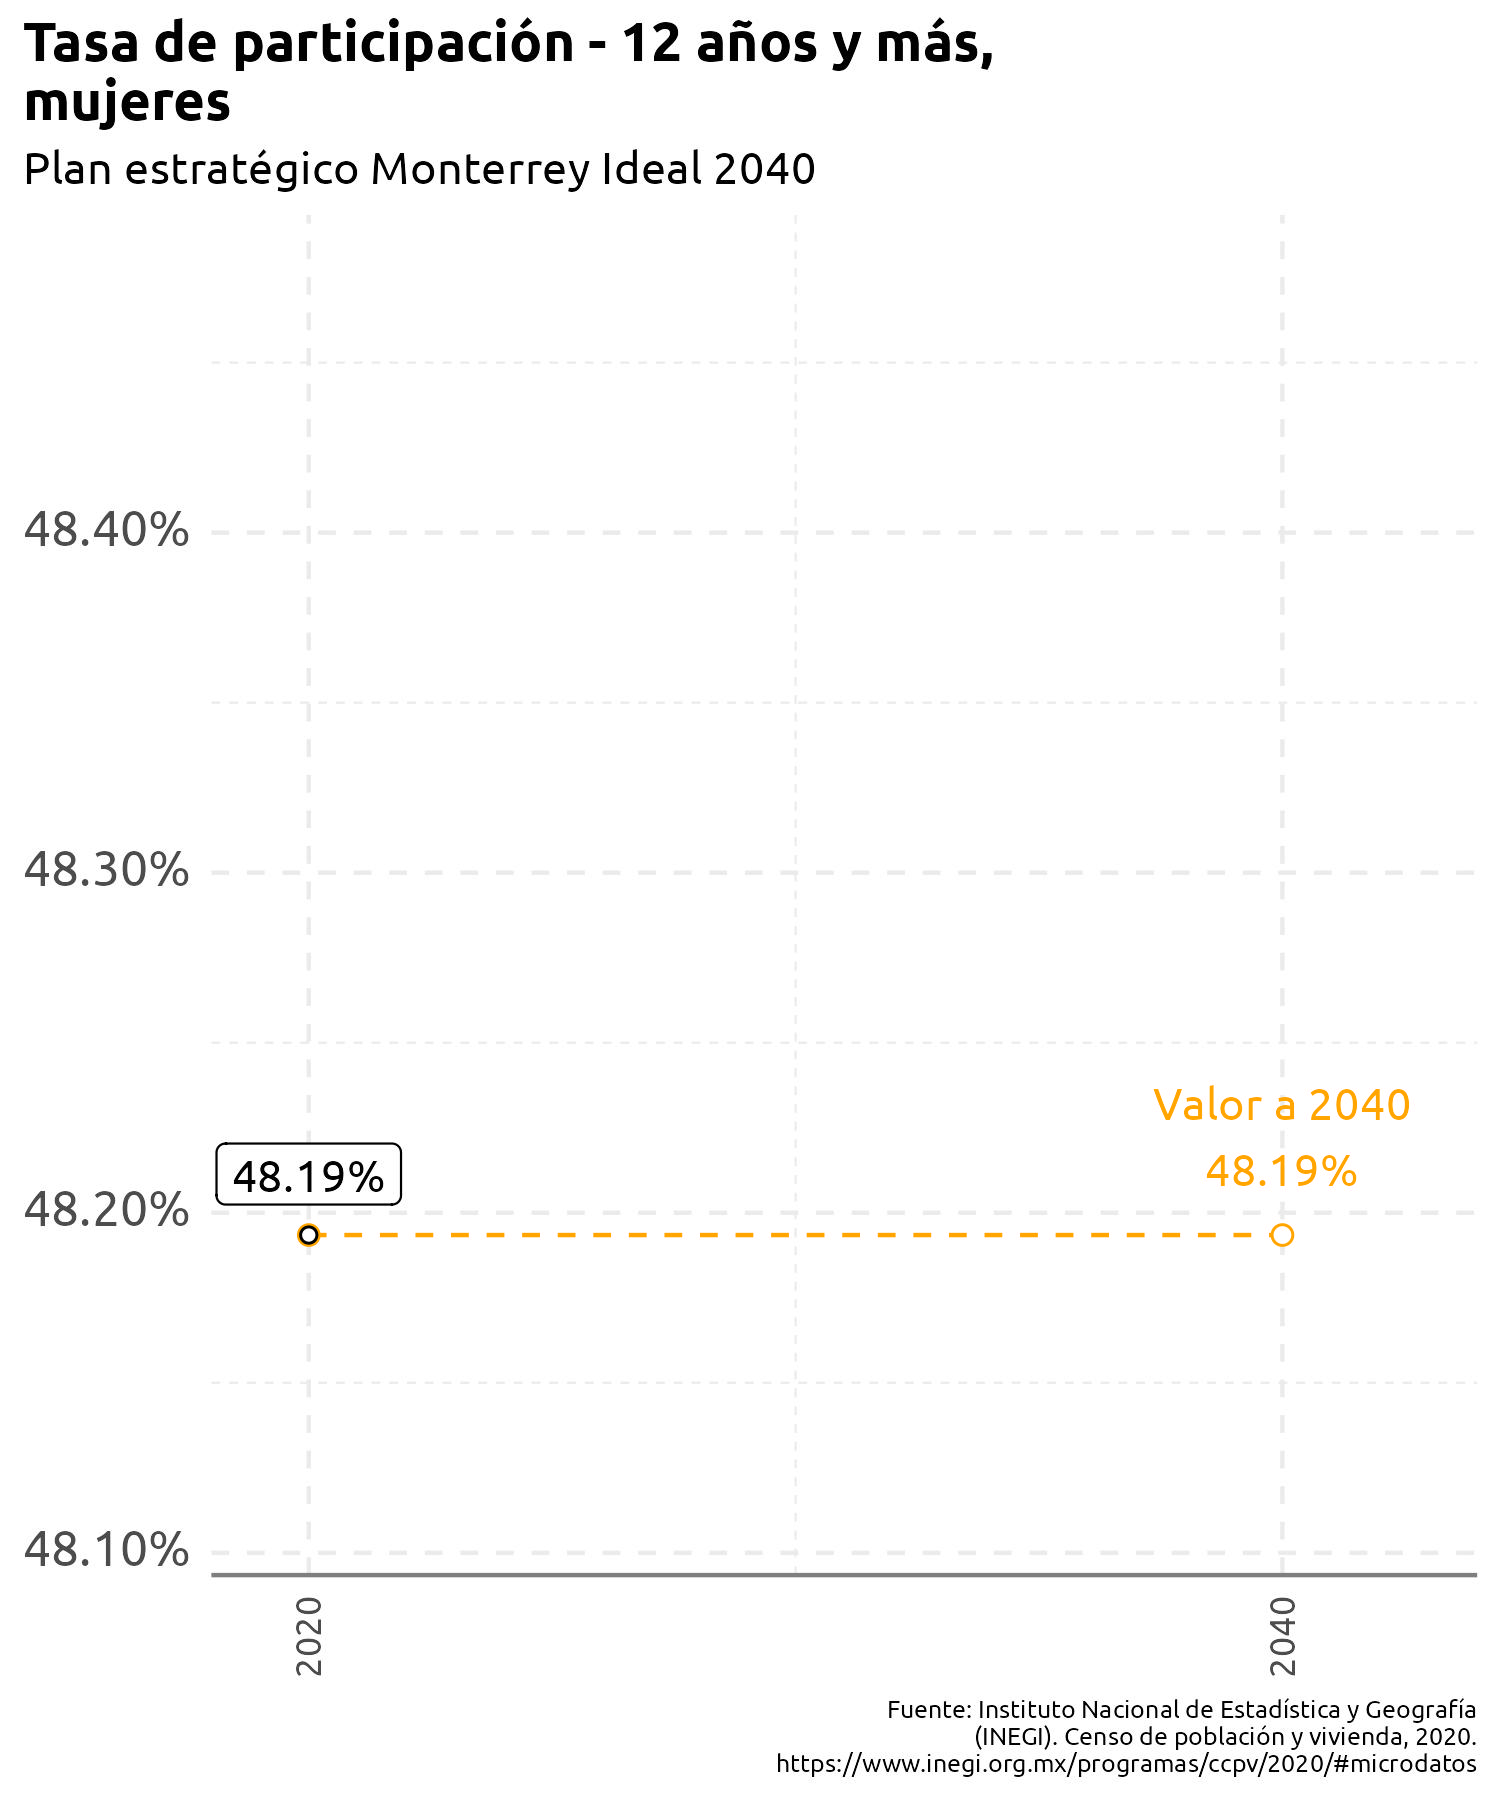 Tasa de participación - 12 años y más,
mujeres
Plan estratégico Monterrey Ideal 2040
48.40%
48.30%
Valor a 2040
48.19%
48.19%
48.20%
48.10%
2020
2040
Fuente: Instituto Nacional de Estadística y Geografía
(INEGI). Censo de población y vivienda, 2020.
https://www.inegi.org.mx/programas/ccpv/2020/#microdatos